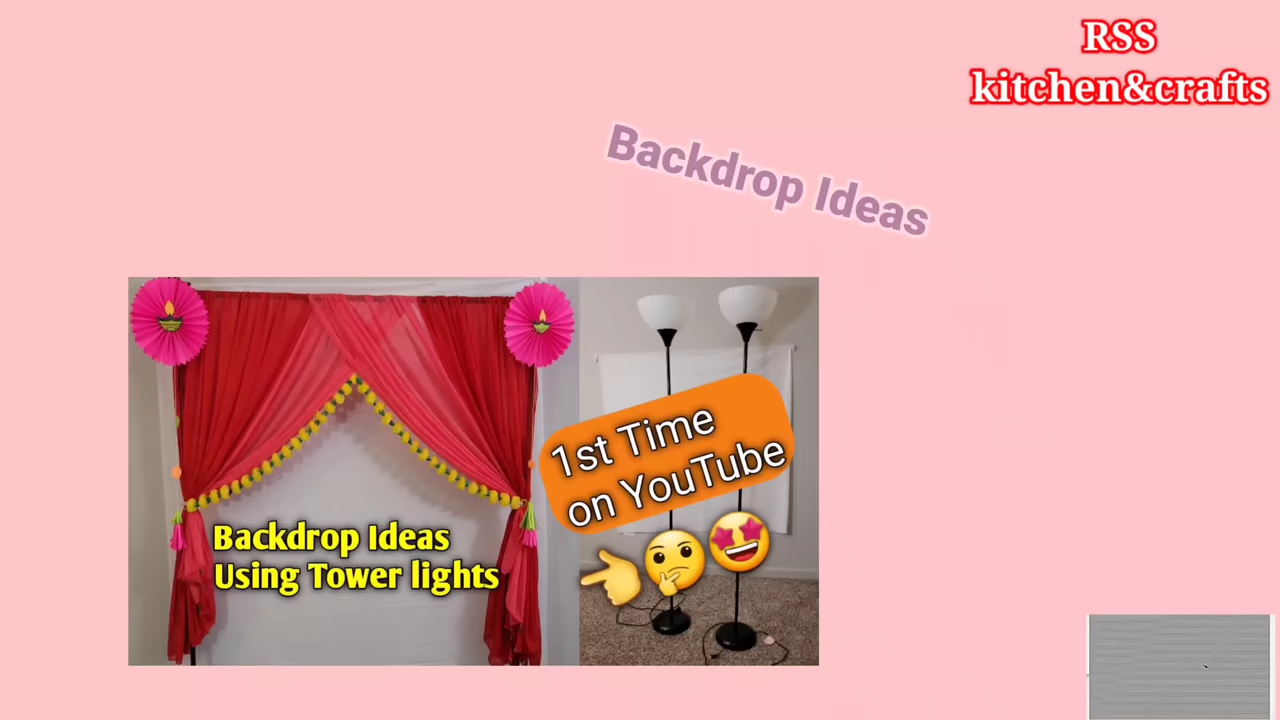 RSS
kitchen&crafts
Backdrop Ideas
1st Time
on YouTube
Backdrop Ideas
Using Tower lights